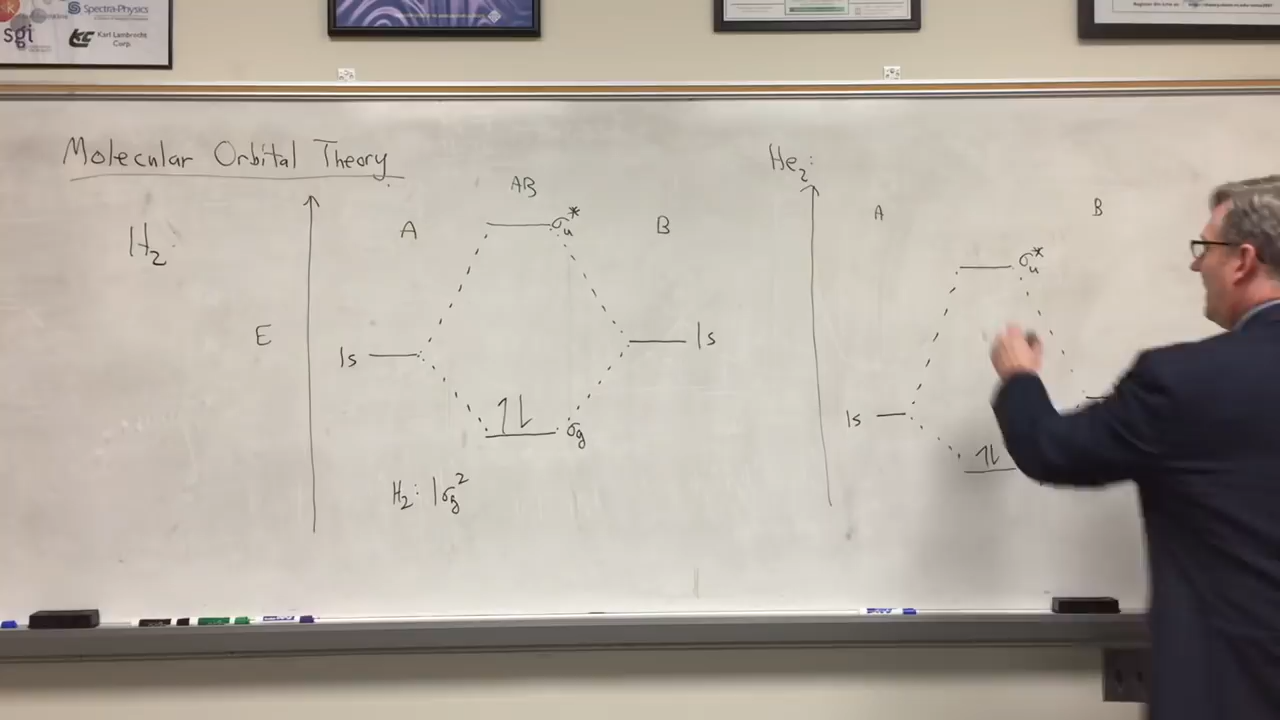 Spectra-Physics
sgi
Karl Lambrecht
Corp.
Molecular Orbital Theory
H₂:
E
A
AB
B
σᵤ*
1s
1s
1↿⇂
σg
H₂: 1σg²
He₂:
A
B
σᵤ*
1s
↿⇂